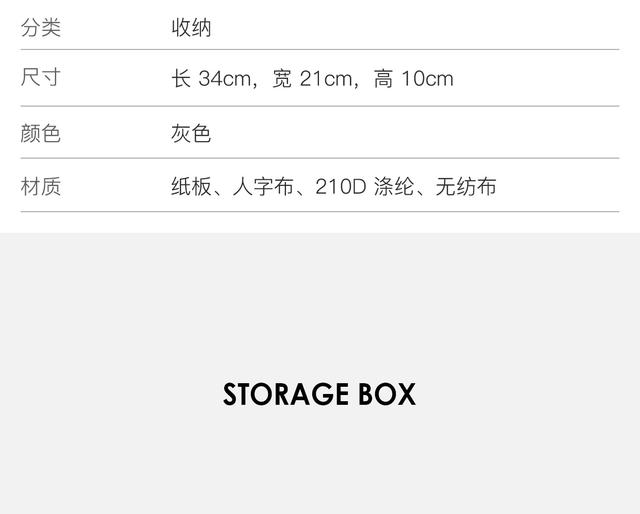 分类 收纳
尺寸 长 34cm，宽 21cm，高 10cm
颜色 灰色
材质 纸板、人字布、210D 涤纶、无纺布
STORAGE BOX